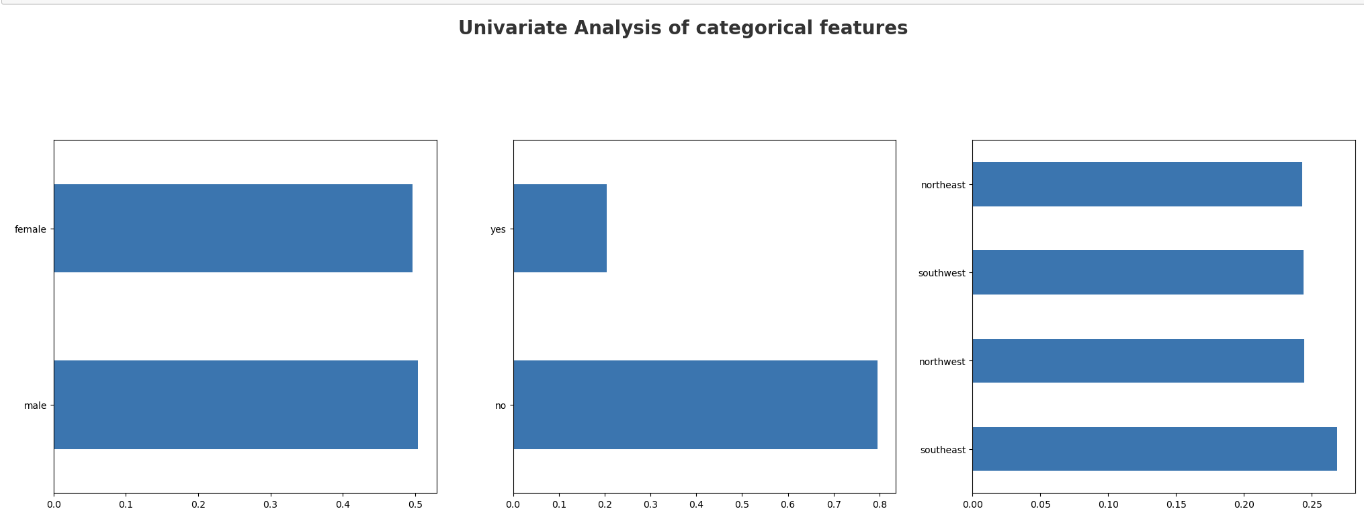 Univariate Analysis of categorical features
female
male
0.0 0.1 0.2 0.3 0.4 0.5
yes
no
0.0 0.1 0.2 0.3 0.4 0.5 0.6 0.7 0.8
northeast
southwest
northwest
southeast
0.00 0.05 0.10 0.15 0.20 0.25